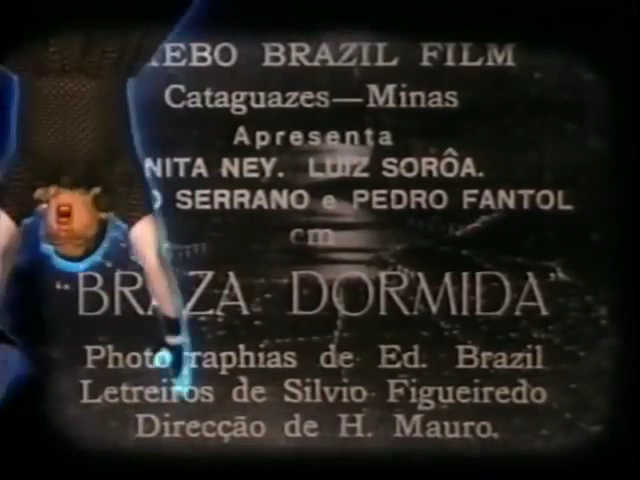 BRAZIL FILM
Cataguazes—Minas
Apresenta
NITA NEY. LUIZ SORÔA.
SERRANO e PEDRO FANTOL
em
"BRAZA DORMIDA"
Photographias de Ed. Brazil
Letreiros de Silvio Figueiredo
Direcção de H. Mauro.